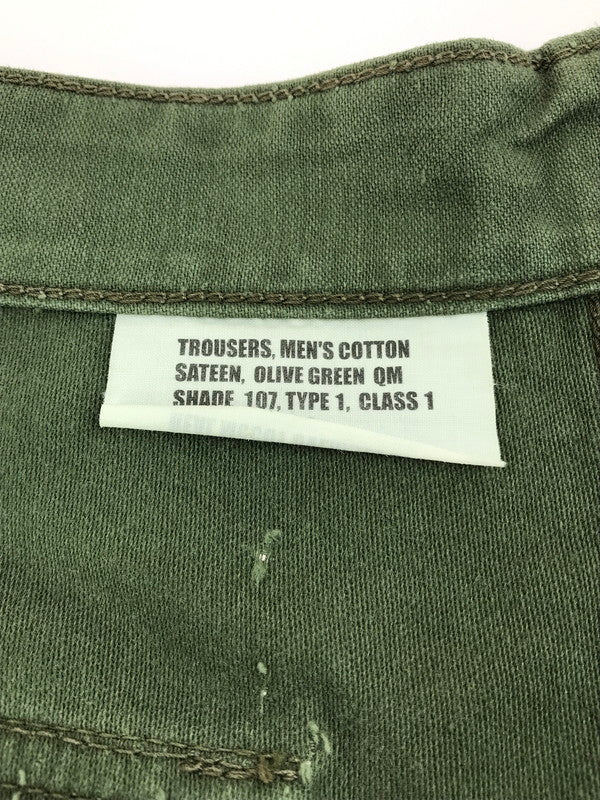 TROUSERS, MEN'S COTTON
SATEEN, OLIVE GREEN QM
SHADE 107, TYPE 1, CLASS 1